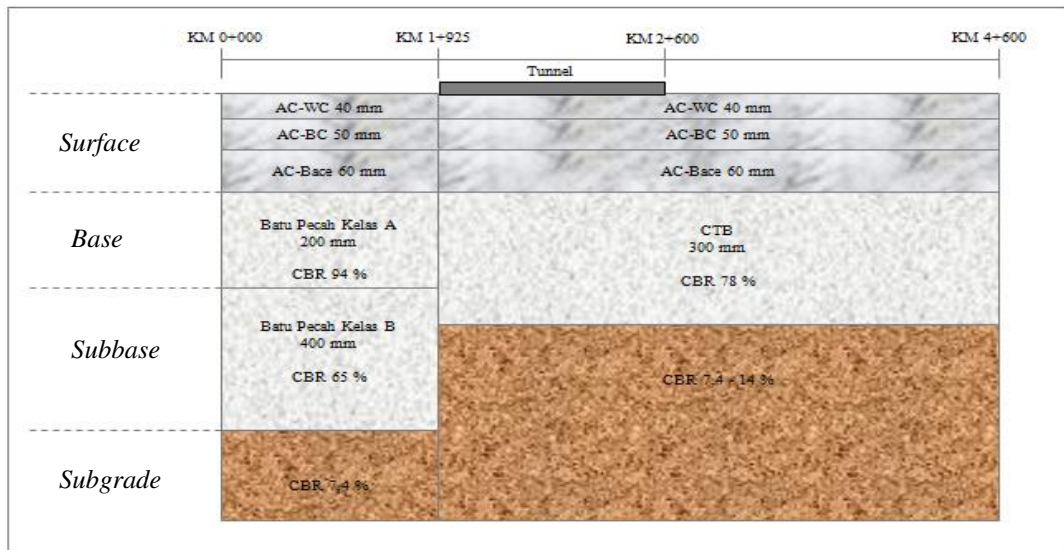 KM 0+000 KM 1+925 KM 2+600 KM 4+600
Tunnel
Surface
AC-WC 40 mm AC-WC 40 mm
AC-BC 50 mm AC-BC 50 mm
AC-Bace 60 mm AC-Bace 60 mm
Base
Batu Pecah Kelas A
200 mm
CBR 94 %
CTB
300 mm
CBR 78 %
Subbase
Batu Pecah Kelas B
400 mm
CBR 65 %
CBR 7.4 - 14 %
Subgrade
CBR 7.4 %